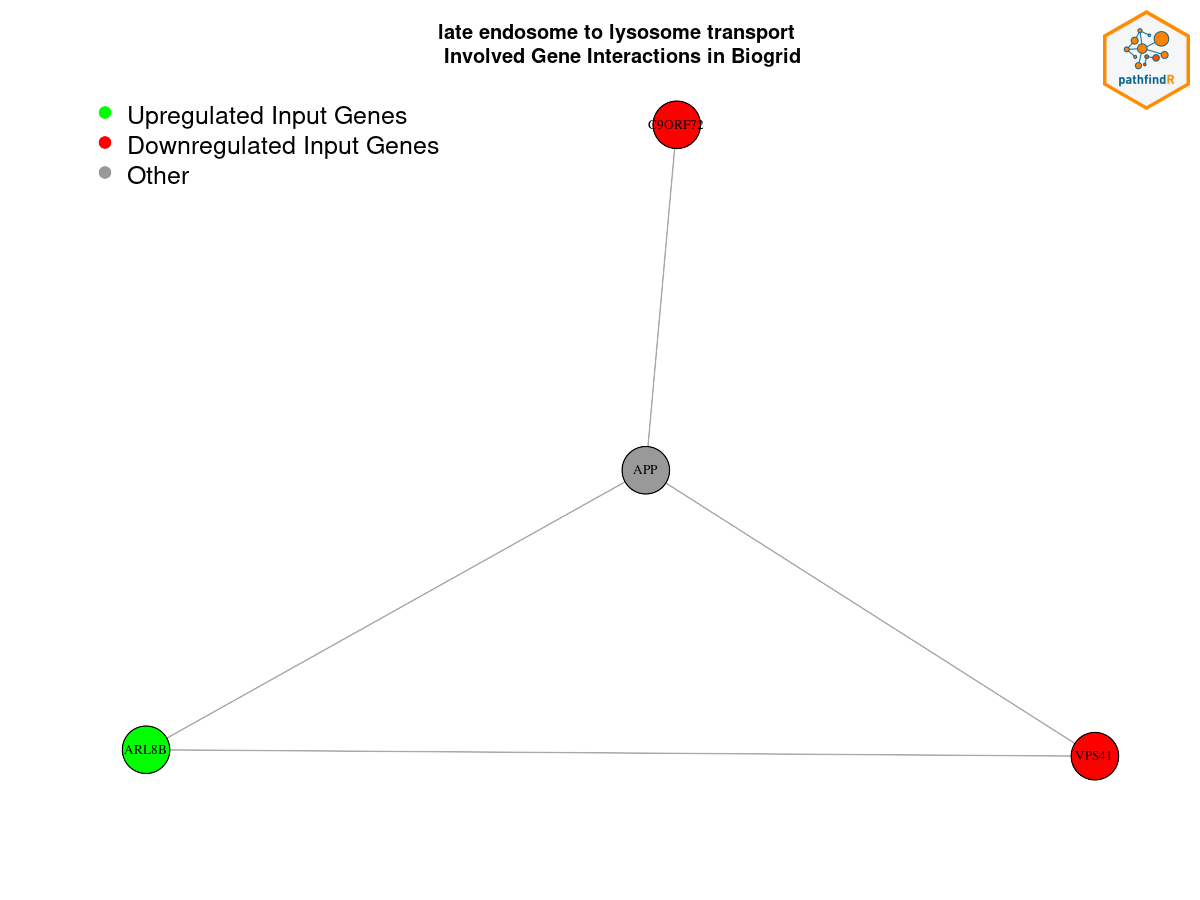 late endosome to lysosome transport
Involved Gene Interactions in Biogrid
pathfindR
Upregulated Input Genes
Downregulated Input Genes
Other
C9ORF72
APP
ARL8B
VPS41